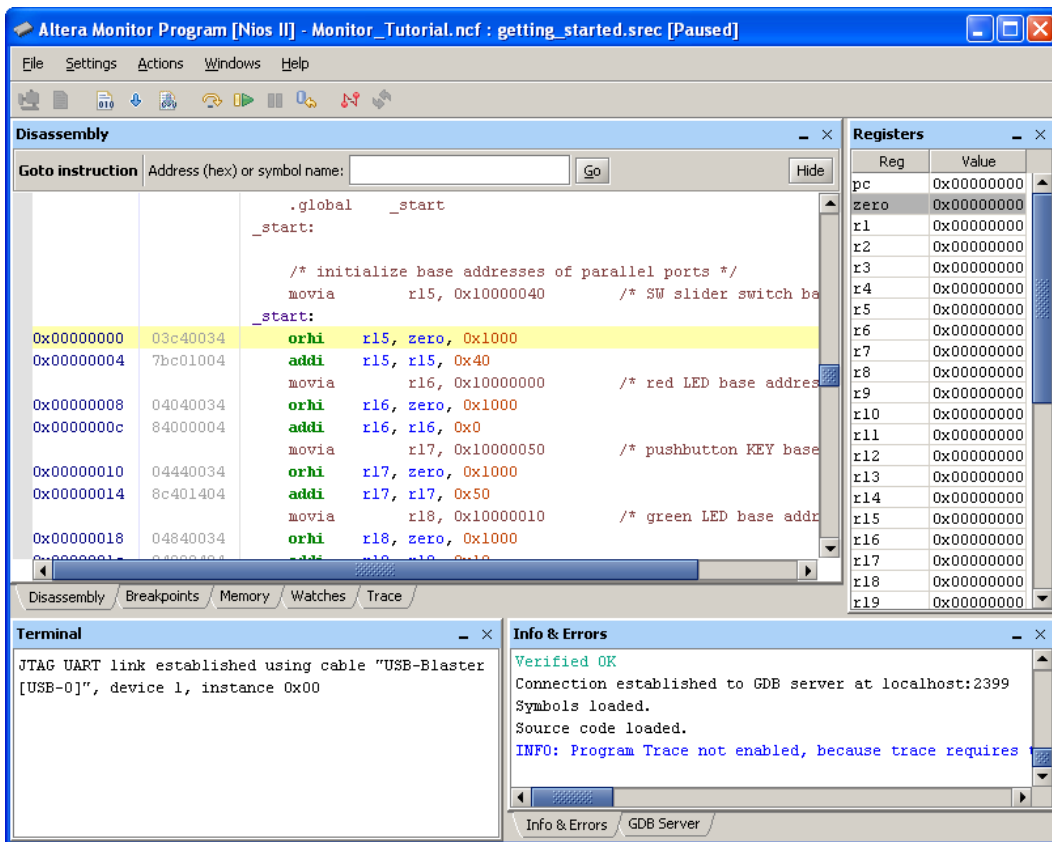 Altera Monitor Program [Nios II] - Monitor_Tutorial.ncf : getting_started.srec [Paused]
File Settings Actions Windows Help
Disassembly
Goto instruction Address (hex) or symbol name: Go Hide
.global _start
_start:
/* initialize base addresses of parallel ports */
movia r15, 0x10000040 /* SW slider switch ba
_start:
0x00000000 03c40034 orhi r15, zero, 0x1000
0x00000004 7bc01004 addi r15, r15, 0x40
movia r16, 0x10000000 /* red LED base addres
0x00000008 04040034 orhi r16, zero, 0x1000
0x0000000c 84000004 addi r16, r16, 0x0
movia r17, 0x10000050 /* pushbutton KEY base
0x00000010 04440034 orhi r17, zero, 0x1000
0x00000014 8c401404 addi r17, r17, 0x50
movia r18, 0x10000010 /* green LED base addr
0x00000018 04840034 orhi r18, zero, 0x1000
Disassembly Breakpoints Memory Watches Trace
Registers
Reg Value
pc 0x00000000
zero 0x00000000
r1 0x00000000
r2 0x00000000
r3 0x00000000
r4 0x00000000
r5 0x00000000
r6 0x00000000
r7 0x00000000
r8 0x00000000
r9 0x00000000
r10 0x00000000
r11 0x00000000
r12 0x00000000
r13 0x00000000
r14 0x00000000
r15 0x00000000
r16 0x00000000
r17 0x00000000
r18 0x00000000
r19 0x00000000
Terminal
JTAG UART link established using cable "USB-Blaster
[USB-0]", device 1, instance 0x00
Info & Errors
Verified OK
Connection established to GDB server at localhost:2399
Symbols loaded.
Source code loaded.
INFO: Program Trace not enabled, because trace requires
Info & Errors GDB Server